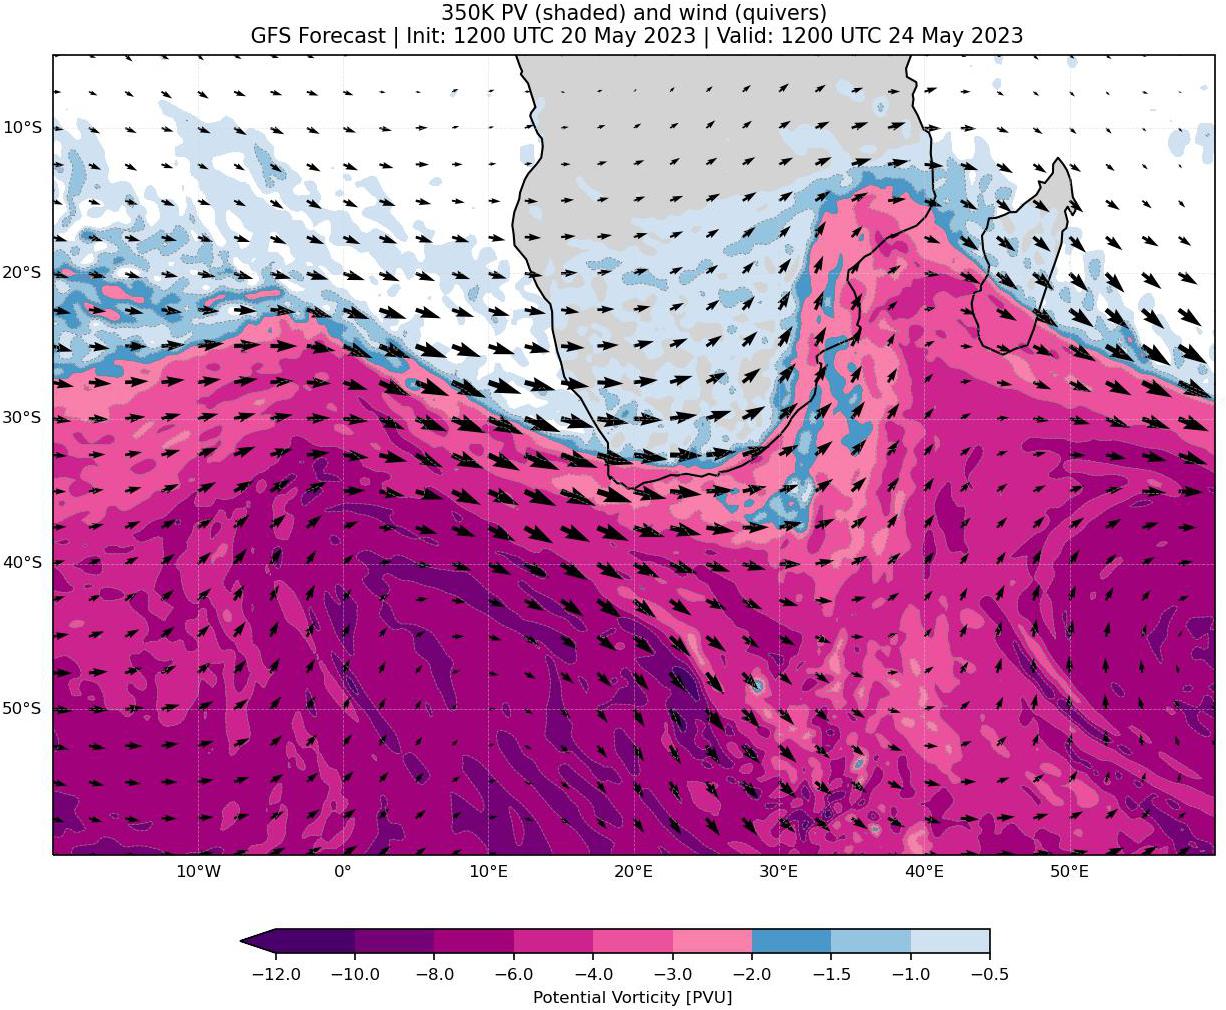 350K PV (shaded) and wind (quivers)
GFS Forecast | Init: 1200 UTC 20 May 2023 | Valid: 1200 UTC 24 May 2023
10°S
20°S
30°S
40°S
50°S
10°W 0° 10°E 20°E 30°E 40°E 50°E
−12.0 −10.0 −8.0 −6.0 −4.0 −3.0 −2.0 −1.5 −1.0 −0.5
Potential Vorticity [PVU]